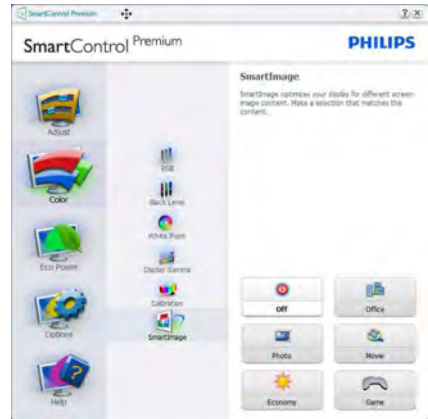 SmartControl Premium
SmartControl Premium
PHILIPS
Adjust
Color
Eco Power
Options
Help
RGB
Black Level
White Point
Display Gamma
Calibration
SmartImage
SmartImage
SmartImage optimizes your display for different screen
image content. Make a selection that matches the
content.
Off
Office
Photo
Movie
Economy
Game